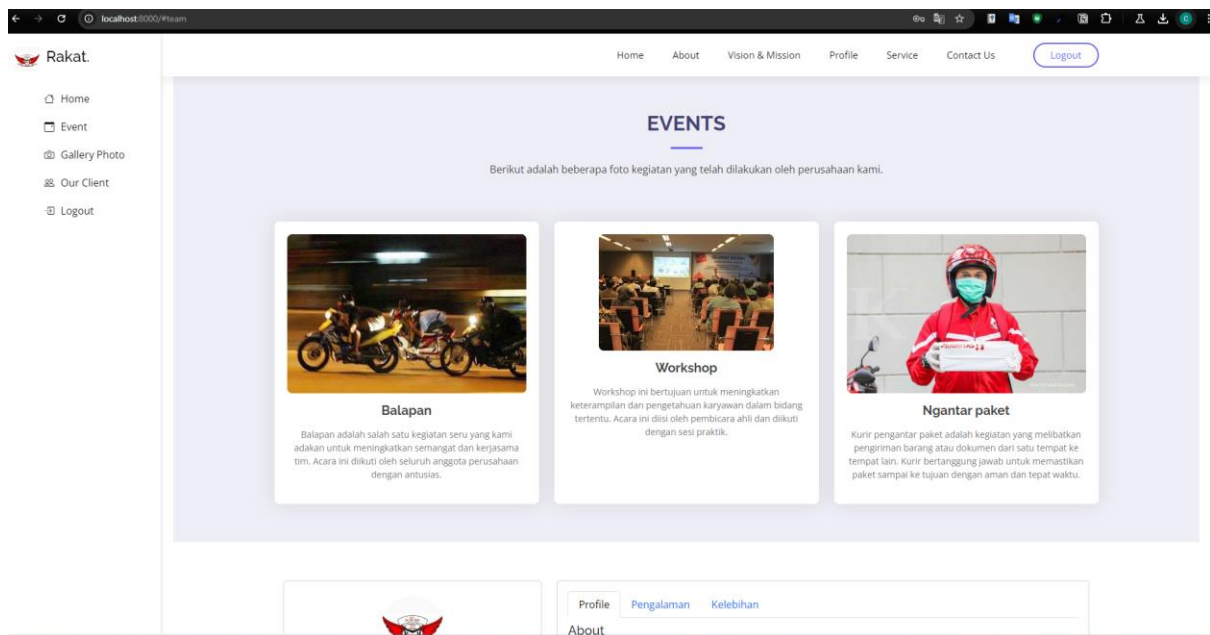 localhost:8000/#team
Rakat.
Home
About
Vision & Mission
Profile
Service
Contact Us
Logout
Home
Event
Gallery Photo
Our Client
Logout
EVENTS
Berikut adalah beberapa foto kegiatan yang telah dilakukan oleh perusahaan kami.
Balapan
Balapan adalah salah satu kegiatan seru yang kami
adakan untuk meningkatkan semangat dan kerjasama
tim. Acara ini diikuti oleh seluruh anggota perusahaan
dengan antusias.
Workshop
Workshop ini bertujuan untuk meningkatkan
keterampilan dan pengetahuan karyawan dalam bidang
tertentu. Acara ini diisi oleh pembicara ahli dan diikuti
dengan sesi praktik.
Ngantar paket
Kurir pengantar paket adalah kegiatan yang melibatkan
pengiriman barang atau dokumen dari satu tempat ke
tempat lain. Kurir bertanggung jawab untuk memastikan
paket sampai ke tujuan dengan aman dan tepat waktu.
Profile
Pengalaman
Kelebihan
About